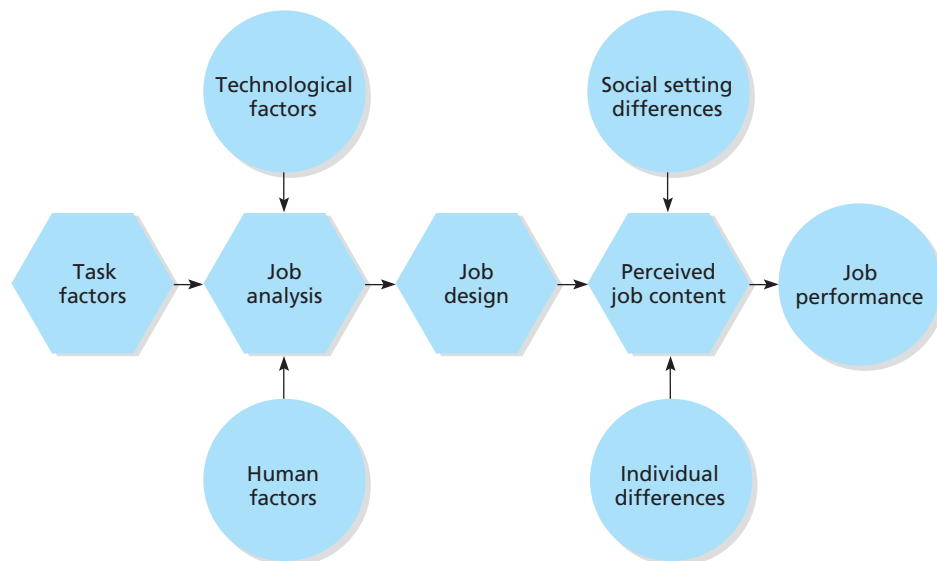 Technological
factors
Social setting
differences
Task
factors
Job
analysis
Job
design
Perceived
job content
Job
performance
Human
factors
Individual
differences